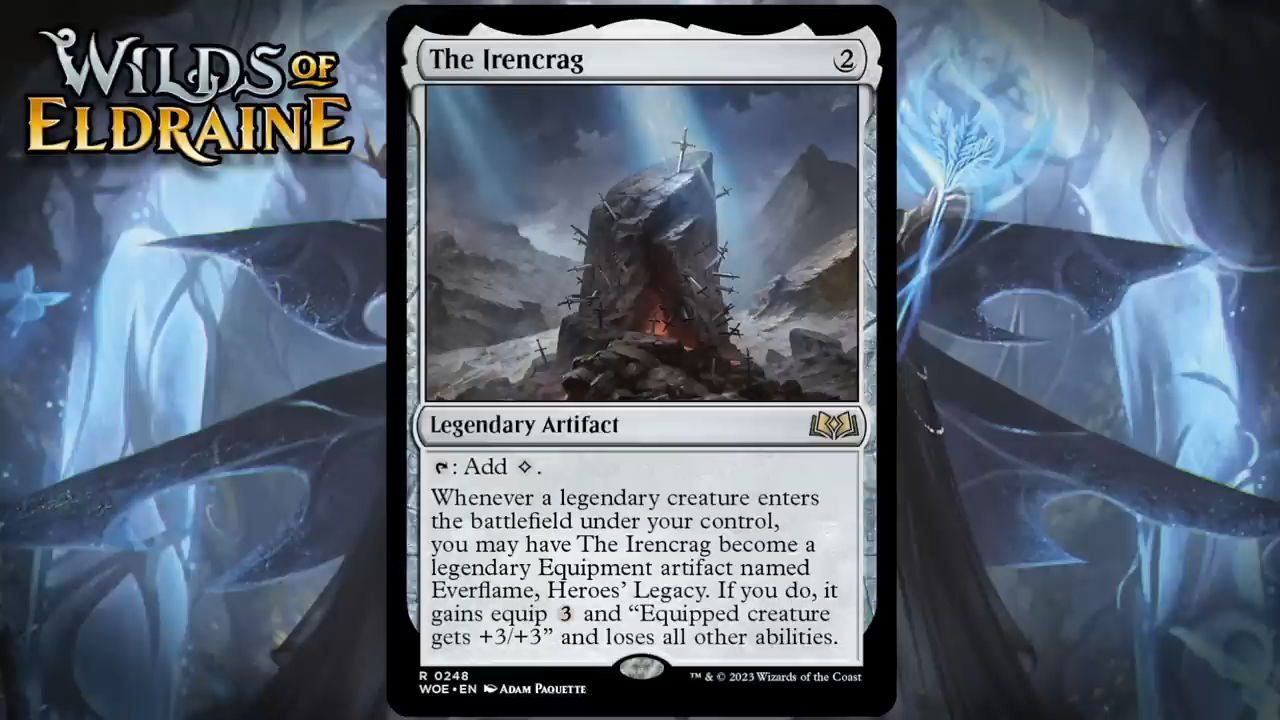 WILDS OF
ELDRAINE
The Irencrag 2
Legendary Artifact
: Add .
Whenever a legendary creature enters
the battlefield under your control,
you may have The Irencrag become a
legendary Equipment artifact named
Everflame, Heroes' Legacy. If you do, it
gains equip 3 and “Equipped creature
gets +3/+3” and loses all other abilities.
R 0248
WOE • EN ADAM PAQUETTE
™ & © 2023 Wizards of the Coast